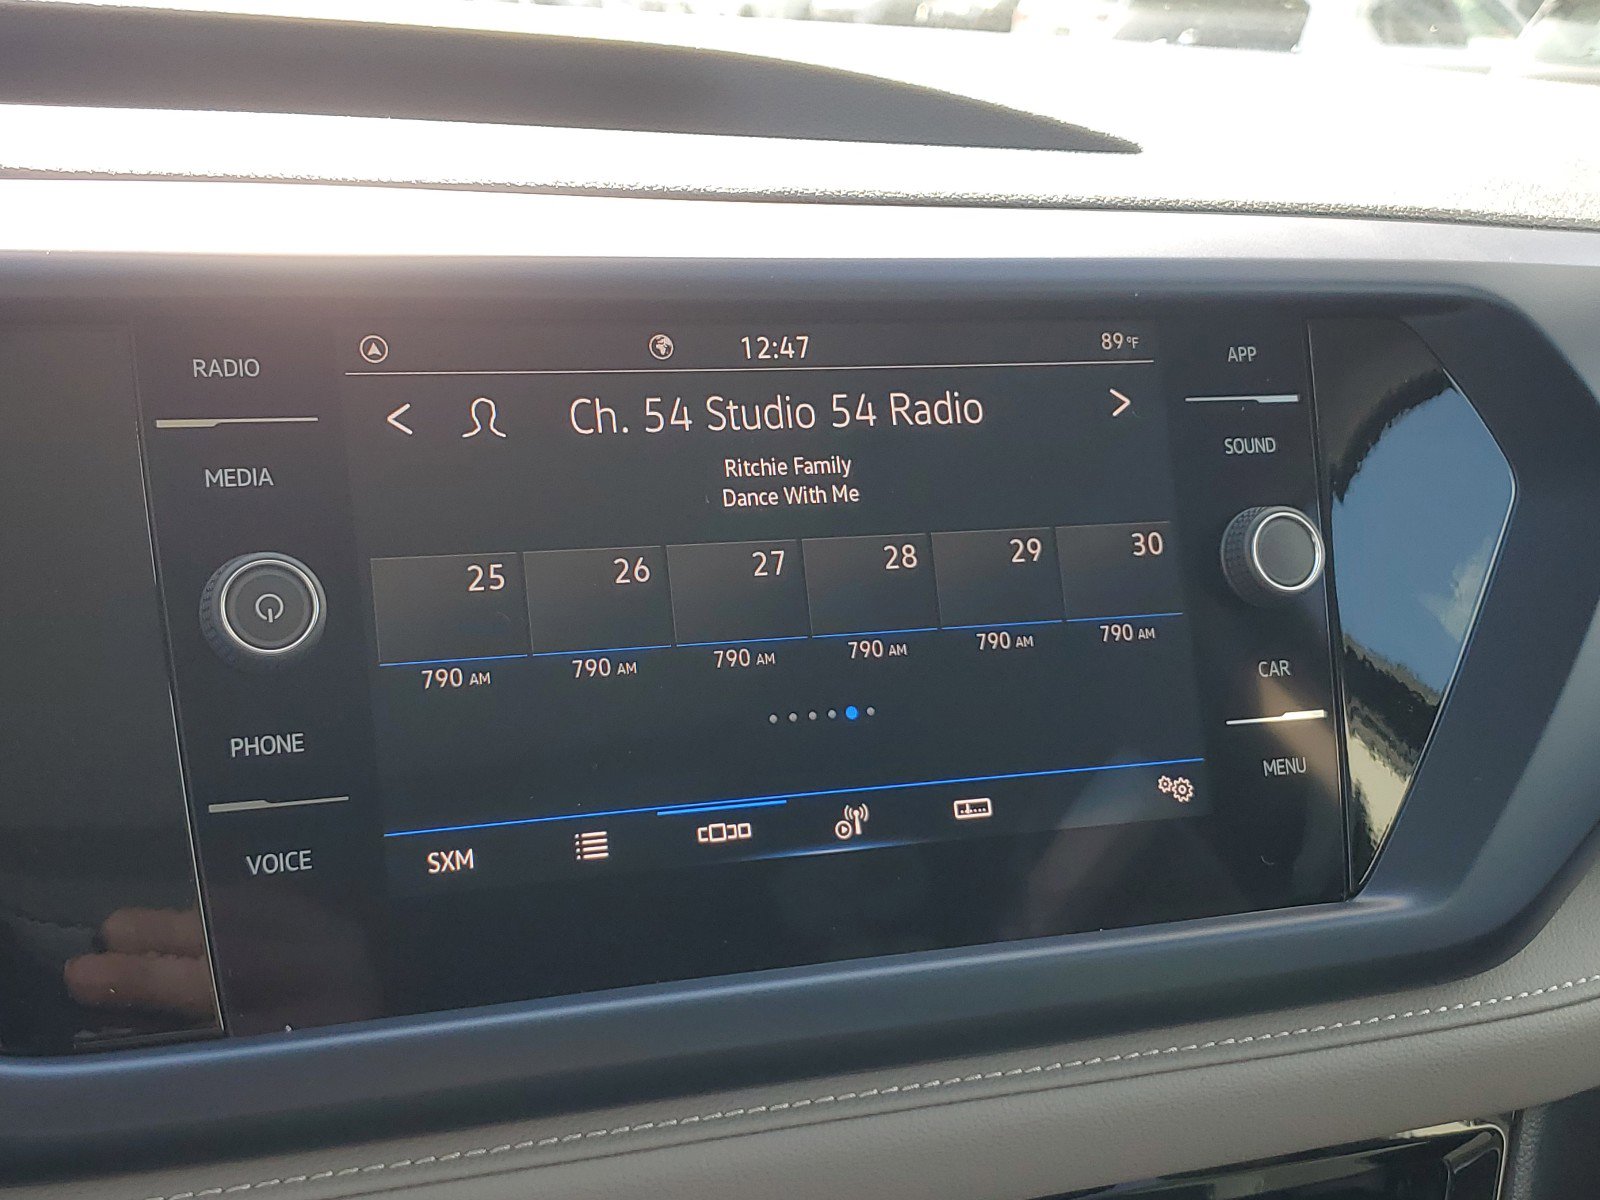 RADIO
MEDIA
PHONE
VOICE
12:47
89°F
Ch. 54 Studio 54 Radio
Ritchie Family
Dance With Me
25 26 27 28 29 30
790 AM 790 AM 790 AM 790 AM 790 AM 790 AM
SXM
APP
SOUND
CAR
MENU